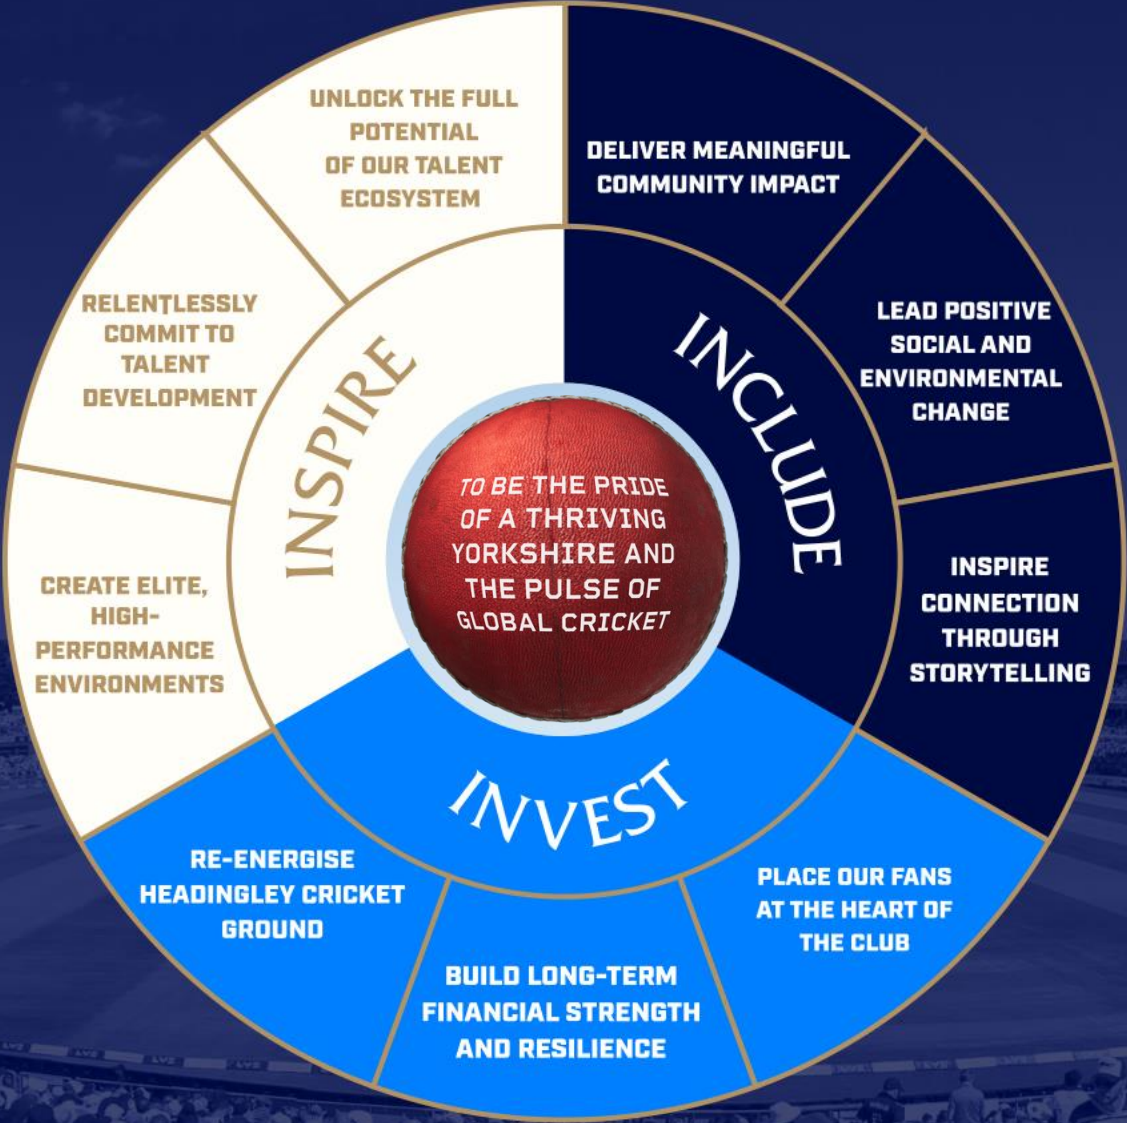 UNLOCK THE FULL
POTENTIAL
OF OUR TALENT
ECOSYSTEM
DELIVER MEANINGFUL
COMMUNITY IMPACT
LEAD POSITIVE
SOCIAL AND
ENVIRONMENTAL
CHANGE
INSPIRE
CONNECTION
THROUGH
STORYTELLING
PLACE OUR FANS
AT THE HEART OF
THE CLUB
BUILD LONG-TERM
FINANCIAL STRENGTH
AND RESILIENCE
RE-ENERGISE
HEADINGLEY CRICKET
GROUND
CREATE ELITE,
HIGH-
PERFORMANCE
ENVIRONMENTS
RELENTLESSLY
COMMIT TO
TALENT
DEVELOPMENT
INSPIRE
INCLUDE
INVEST
TO BE THE PRIDE
OF A THRIVING
YORKSHIRE AND
THE PULSE OF
GLOBAL CRICKET